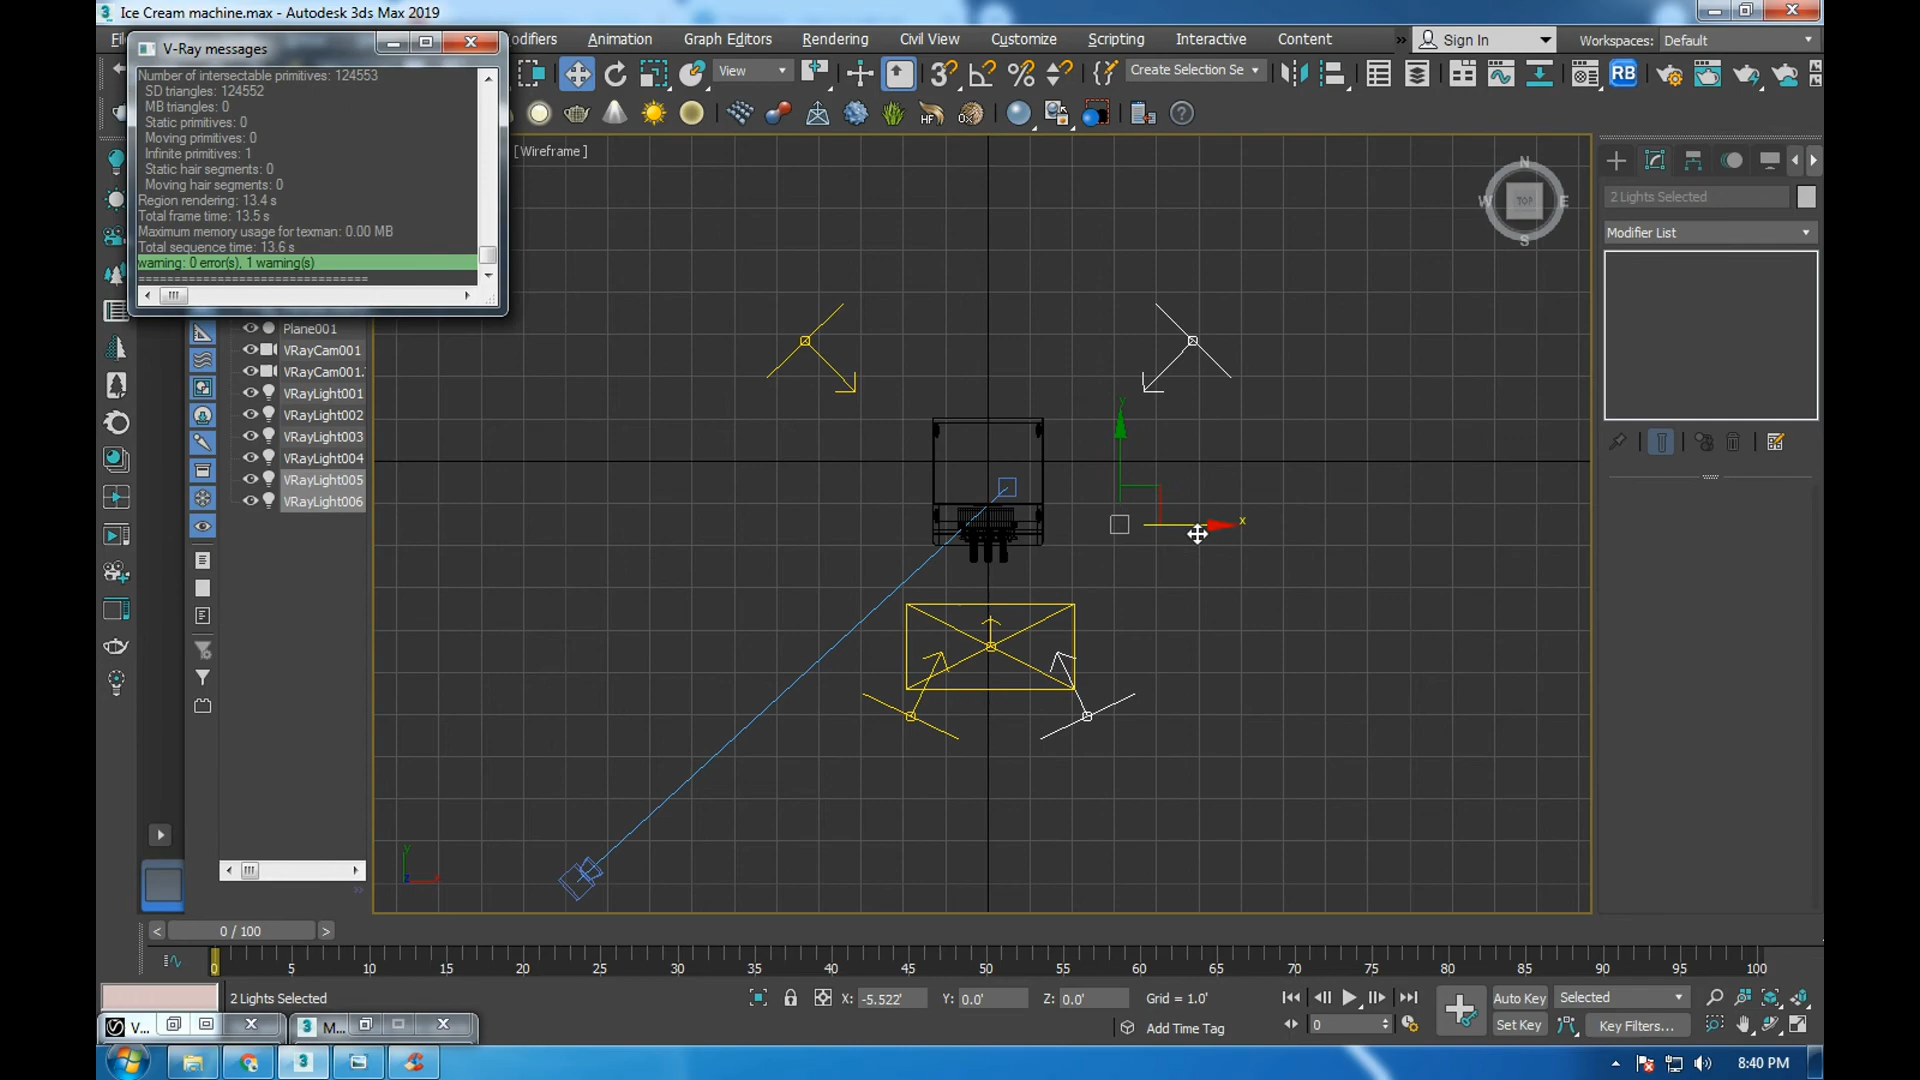 Ice Cream machine.max - Autodesk 3ds Max 2019
V-Ray messages
Animation
Graph Editors
Rendering
Civil View
Customize
Scripting
Interactive
Content
»
Sign In
Workspaces:
Default
Number of intersectable primitives: 124553
SD triangles: 124552
MB triangles: 0
Static primitives: 0
Moving primitives: 0
Infinite primitives: 1
Static hair segments: 0
Moving hair segments: 0
Region rendering: 13.4 s
Total frame time: 13.5 s
Maximum memory usage for texman: 0.00 MB
Total sequence time: 13.6 s
warning: 0 error(s), 1 warning(s)
==============================
View
Create Selection Se
RB
HF
OX
[Wireframe ]
N
W
TOP
E
S
2 Lights Selected
Modifier List
Plane001
VRayCam001
VRayCam001.
VRayLight001
VRayLight002
VRayLight003
VRayLight004
VRayLight005
VRayLight006
y
x
y
0 / 100
0 5 10 15 20 25 30 35 40 45 50 55 60 65 70 75 80 85 90 95 100
2 Lights Selected
X: -5.522'
Y: 0.0'
Z: 0.0'
Grid = 1.0'
Auto Key
Selected
V...
M...
Add Time Tag
0
Set Key
Key Filters...
8:40 PM